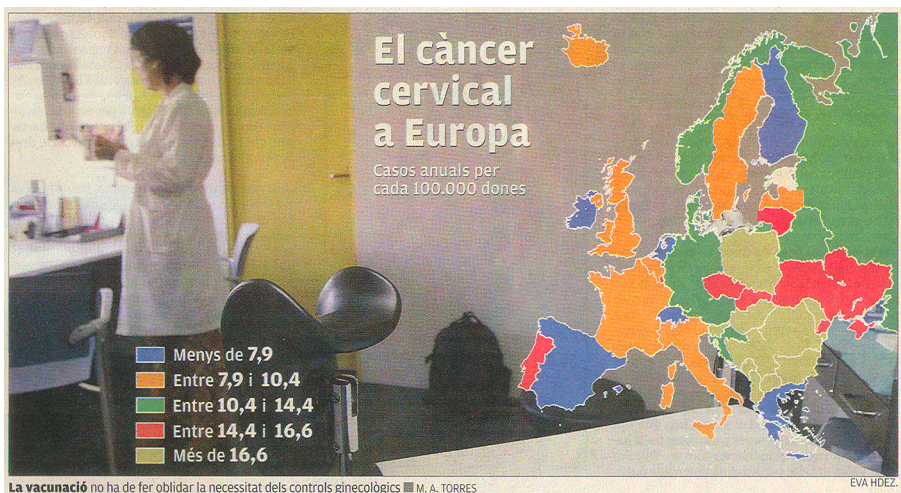 El càncer
cervical
a Europa
Casos anuals per
cada 100.000 dones
Menys de 7,9
Entre 7,9 i 10,4
Entre 10,4 i 14,4
Entre 14,4 i 16,6
Més de 16,6
EVA HDEZ.
La vacunació no ha de fer oblidar la necessitat dels controls ginecològics ■ M. A. TORRES